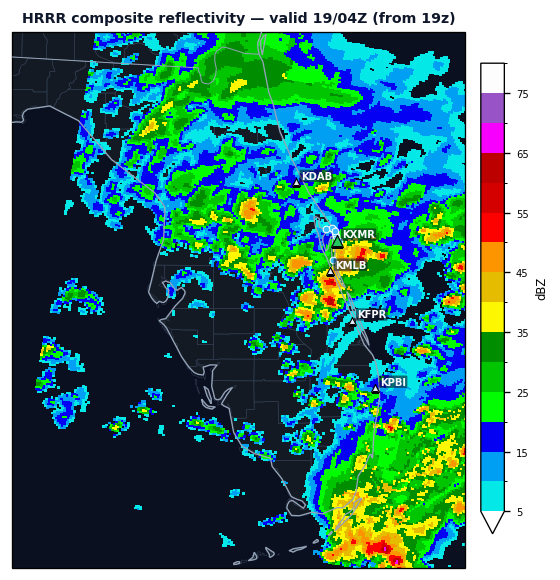 HRRR composite reflectivity — valid 19/04Z (from 19z)
KDAB
KXMR
KMLB
KFPR
KPBI
75
65
55
45
35
25
15
5
dBZ